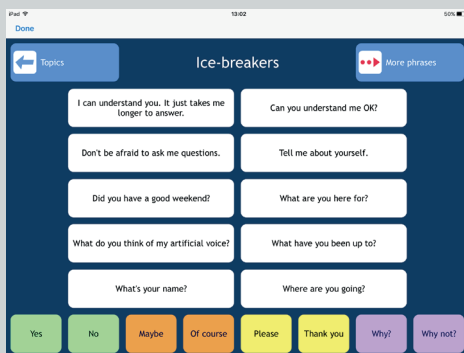 iPad 13:02 50%
Done
Topics Ice-breakers More phrases
I can understand you. It just takes me
longer to answer.
Can you understand me OK?
Don't be afraid to ask me questions.
Tell me about yourself.
Did you have a good weekend?
What are you here for?
What do you think of my artificial voice?
What have you been up to?
What's your name?
Where are you going?
Yes No Maybe Of course Please Thank you Why? Why not?